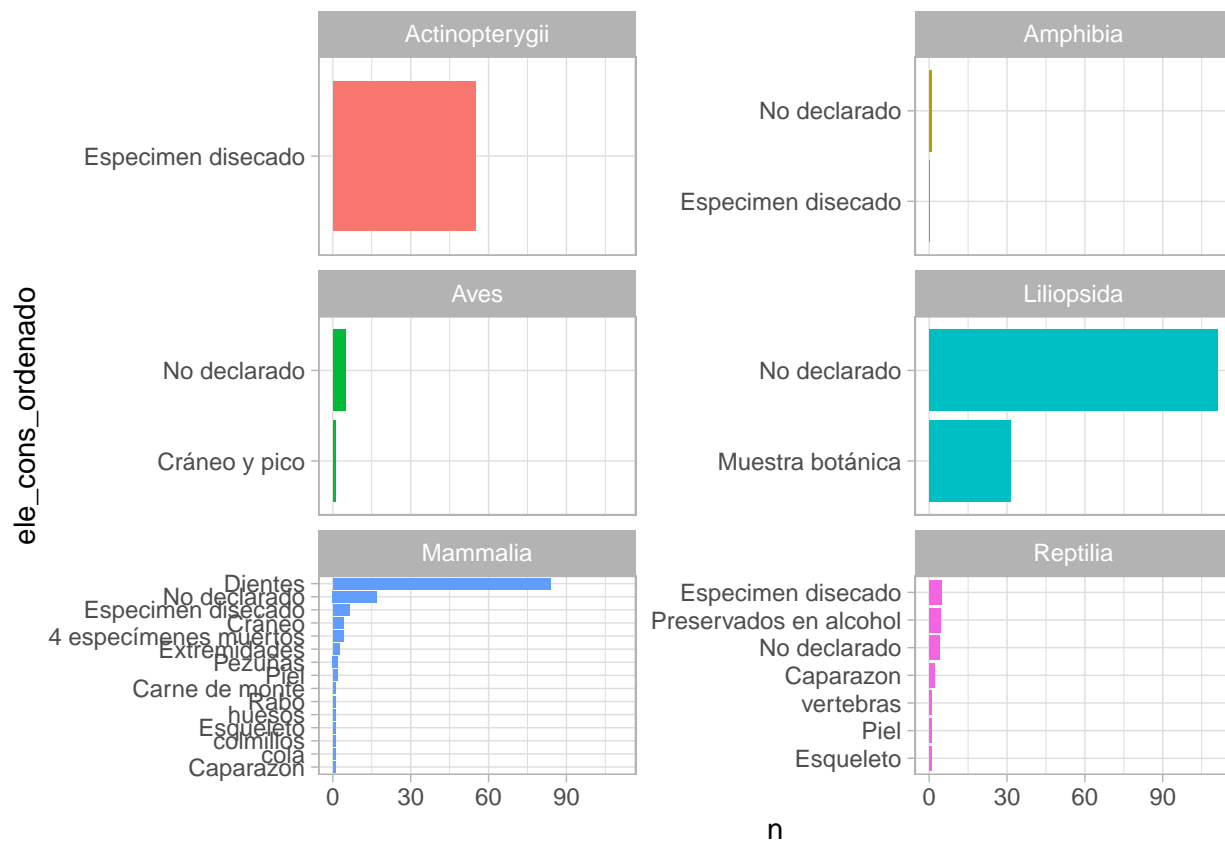 Actinopterygii
Especimen disecado
Amphibia
No declarado
Especimen disecado
ele_cons_ordenado
Aves
No declarado
Cráneo y pico
Liliopsida
No declarado
Muestra botánica
Mammalia
Dientes
No declarado
Especimen disecado
Cráneo
4 especímenes muertos
Extremidades
Pezuñas
Piel
Carne de monte
Rabo
huesos
Esqueleto
colmillos
cola
Caparazon
0 30 60 90
Reptilia
Especimen disecado
Preservados en alcohol
No declarado
Caparazon
vertebras
Piel
Esqueleto
0 30 60 90
n